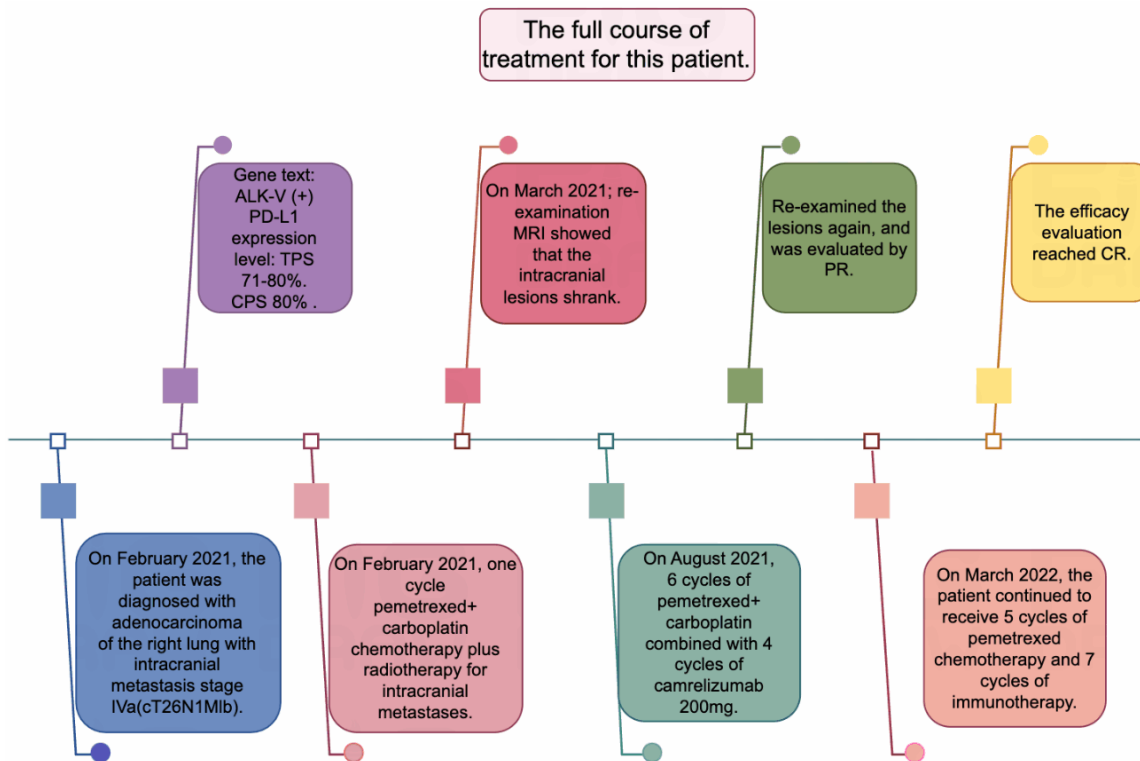 The full course of
treatment for this patient.
Gene text:
ALK-V (+)
PD-L1
expression
level: TPS
71-80%.
CPS 80% .
On March 2021; re-
examination
MRI showed
that the
intracranial
lesions shrank.
Re-examined the
lesions again, and
was evaluated by
PR.
The efficacy
evaluation
reached CR.
On February 2021, the
patient was
diagnosed with
adenocarcinoma
of the right lung with
intracranial
metastasis stage
IVa(cT26N1MIb).
On February 2021, one
cycle
pemetrexed+
carboplatin
chemotherapy plus
radiotherapy for
intracranial
metastases.
On August 2021,
6 cycles of
pemetrexed+
carboplatin
combined with 4
cycles of
camrelizumab
200mg.
On March 2022, the
patient continued to
receive 5 cycles of
pemetrexed
chemotherapy and 7
cycles of
immunotherapy.